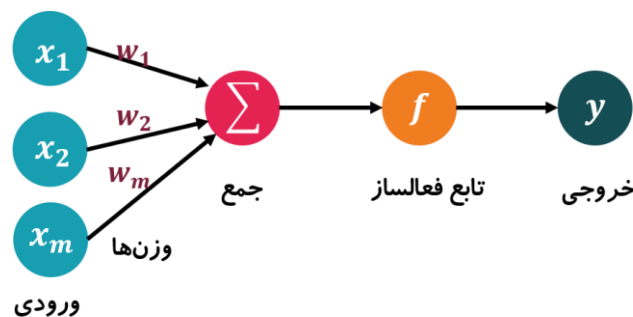 x₁
w₁
x₂
w₂
xₘ
wₘ
∑
f
y
ورودی
وزن‌ها
جمع
تابع فعالساز
خروجی